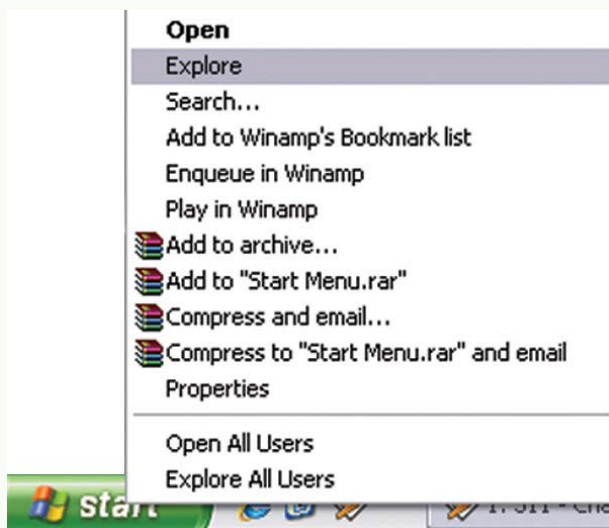 Open
Explore
Search...
Add to Winamp's Bookmark list
Enqueue in Winamp
Play in Winamp
Add to archive...
Add to "Start Menu.rar"
Compress and email...
Compress to "Start Menu.rar" and email
Properties
Open All Users
Explore All Users
start